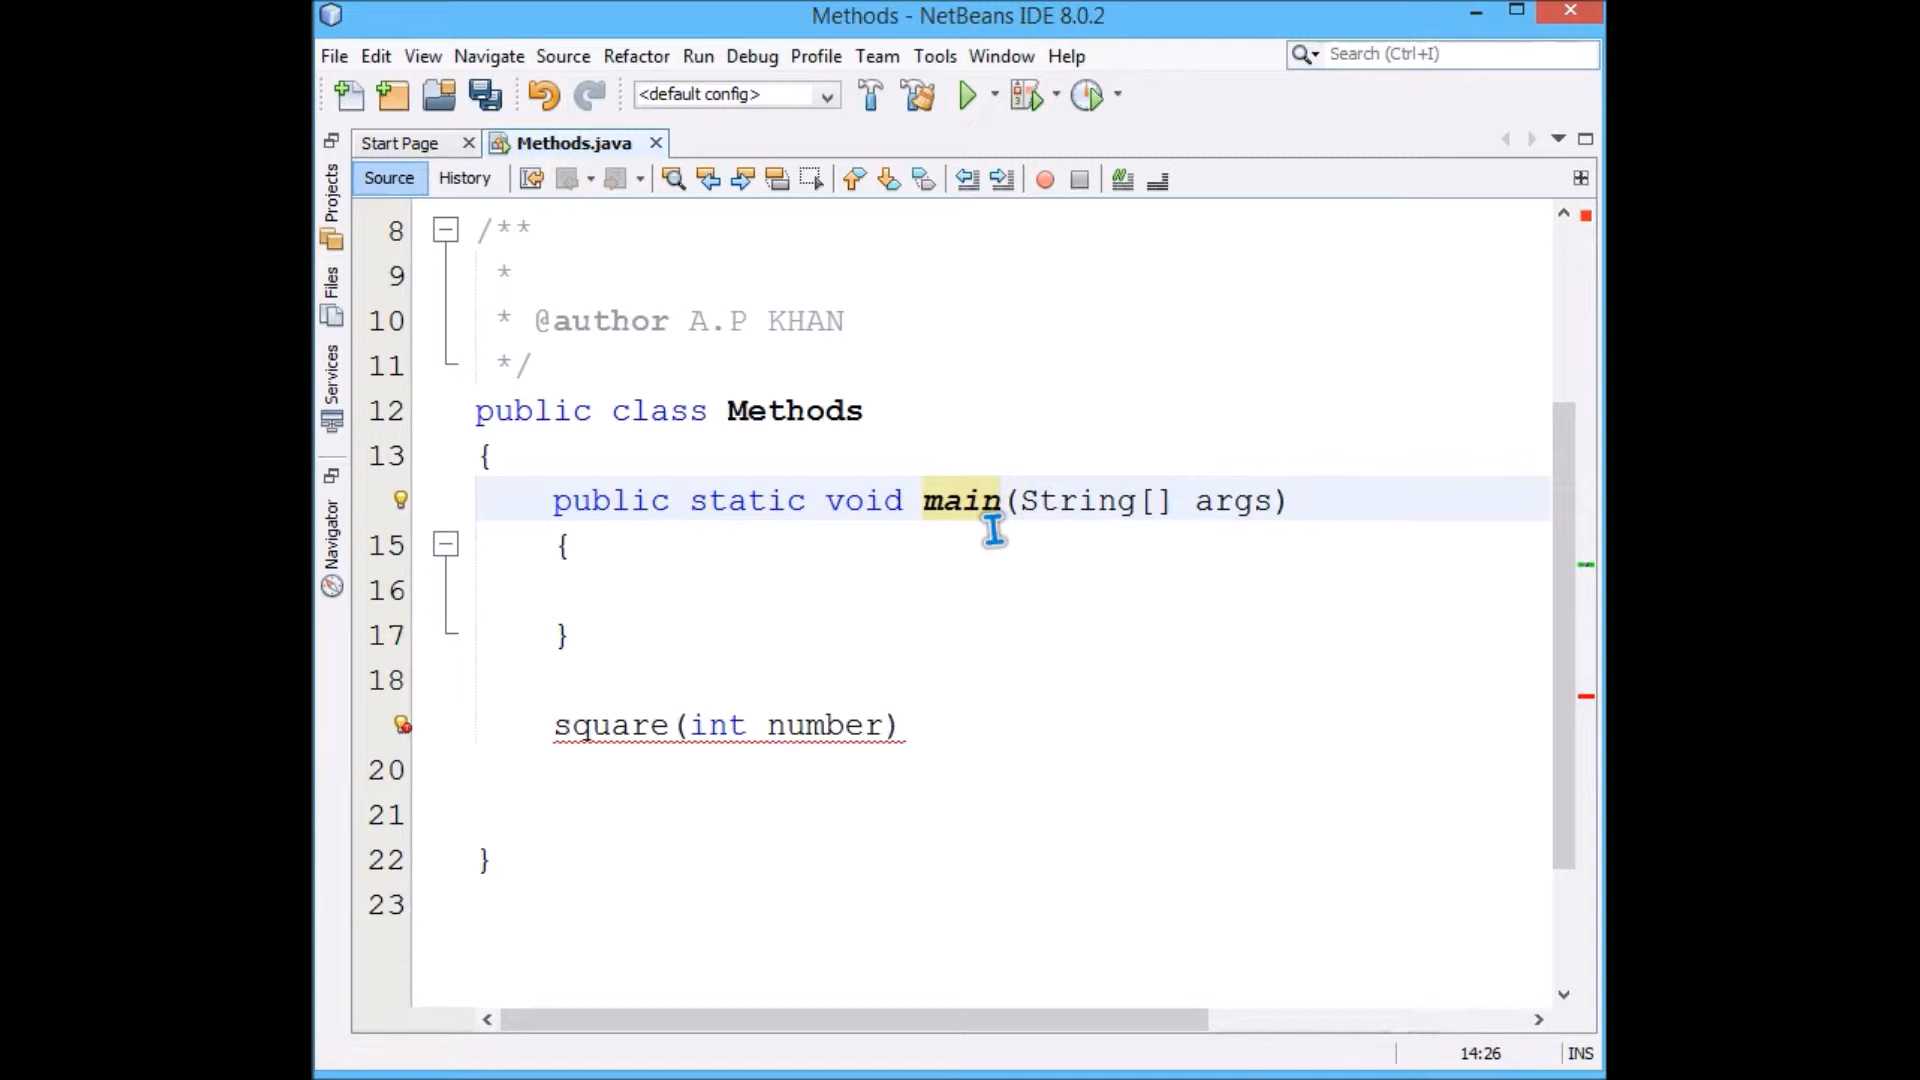 Methods - NetBeans IDE 8.0.2
File Edit View Navigate Source Refactor Run Debug Profile Team Tools Window Help
Search (Ctrl+I)
<default config>
Start Page
Methods.java
Source History
Projects
Files
Services
Navigator
8 /**
9 *
10 * @author A.P KHAN
11 */
12 public class Methods
13 {
public static void main(String[] args)
15 {
16
17 }
18
square(int number)
20
21
22 }
23
14:26 INS